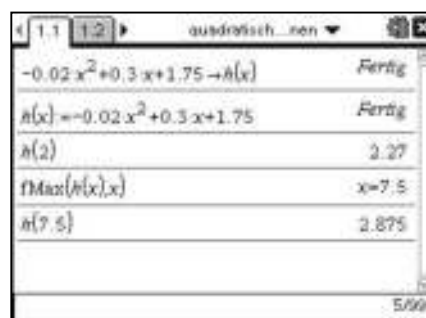 1.1 1.2 quadratisch...nen
-0.02·x²+0.3·x+1.75→h(x) Fertig
h(x)=-0.02·x²+0.3·x+1.75 Fertig
h(2) 2.27
fMax(h(x),x) x=7.5
h(7.5) 2.875
5/99